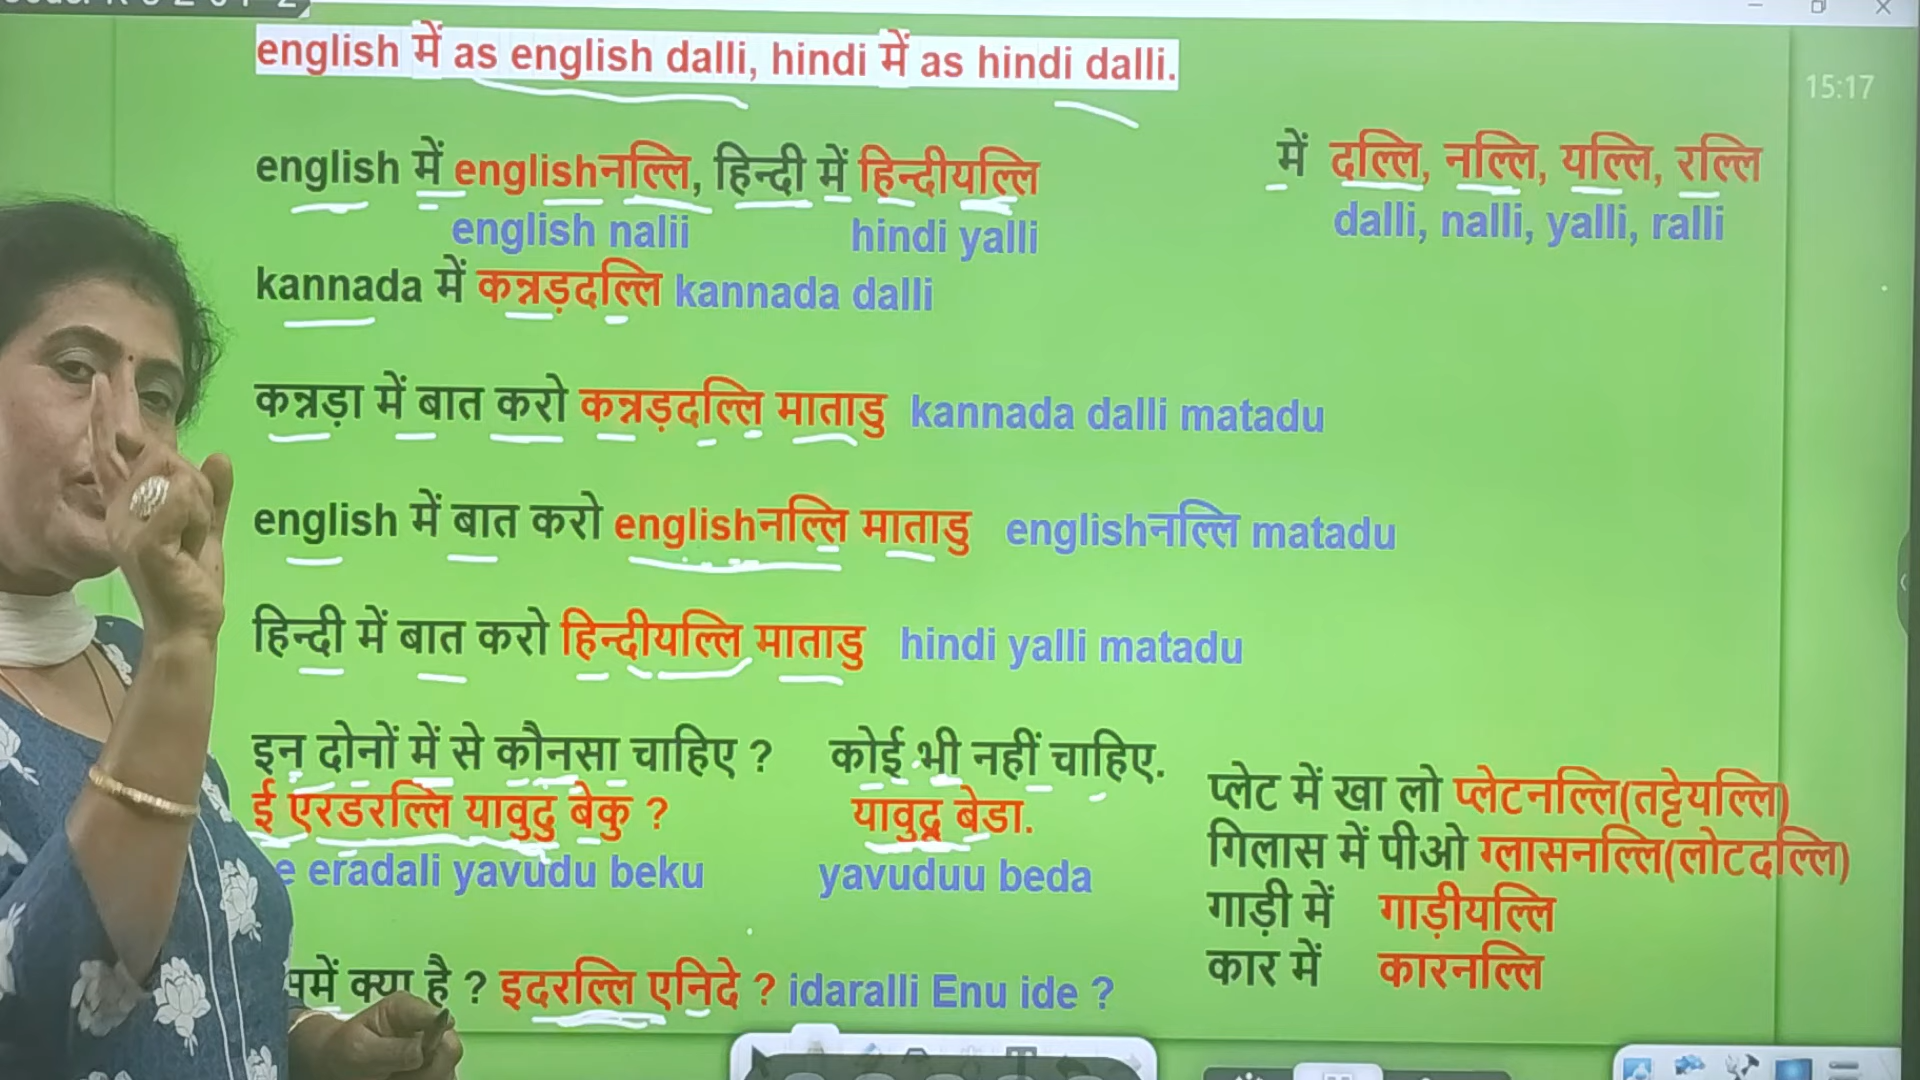 english में as english dalli, hindi में as hindi dalli.
15:17
english में englishनल्लि, हिन्दी में हिन्दीयल्लि
english nalii hindi yalli
में दल्लि, नल्लि, यल्लि, रल्लि
dalli, nalli, yalli, ralli
kannada में कन्नड़दल्लि kannada dalli
कन्नड़ा में बात करो कन्नड़दल्लि माताडु kannada dalli matadu
english में बात करो englishनल्लि माताडु englishनल्लि matadu
हिन्दी में बात करो हिन्दीयल्लि माताडु hindi yalli matadu
इन दोनों में से कौनसा चाहिए ? कोई भी नहीं चाहिए.
ई एरडरल्लि यावुदु बेकु ? यावुदू बेडा.
e eradali yavudu beku yavuduu beda
प्लेट में खा लो प्लेटनल्लि(तट्टेयल्लि)
गिलास में पीओ ग्लासनल्लि(लोटदल्लि)
गाड़ी में गाड़ीयल्लि
कार में कारनल्लि
में क्या है ? इदरल्लि एनिदे ? idaralli Enu ide ?